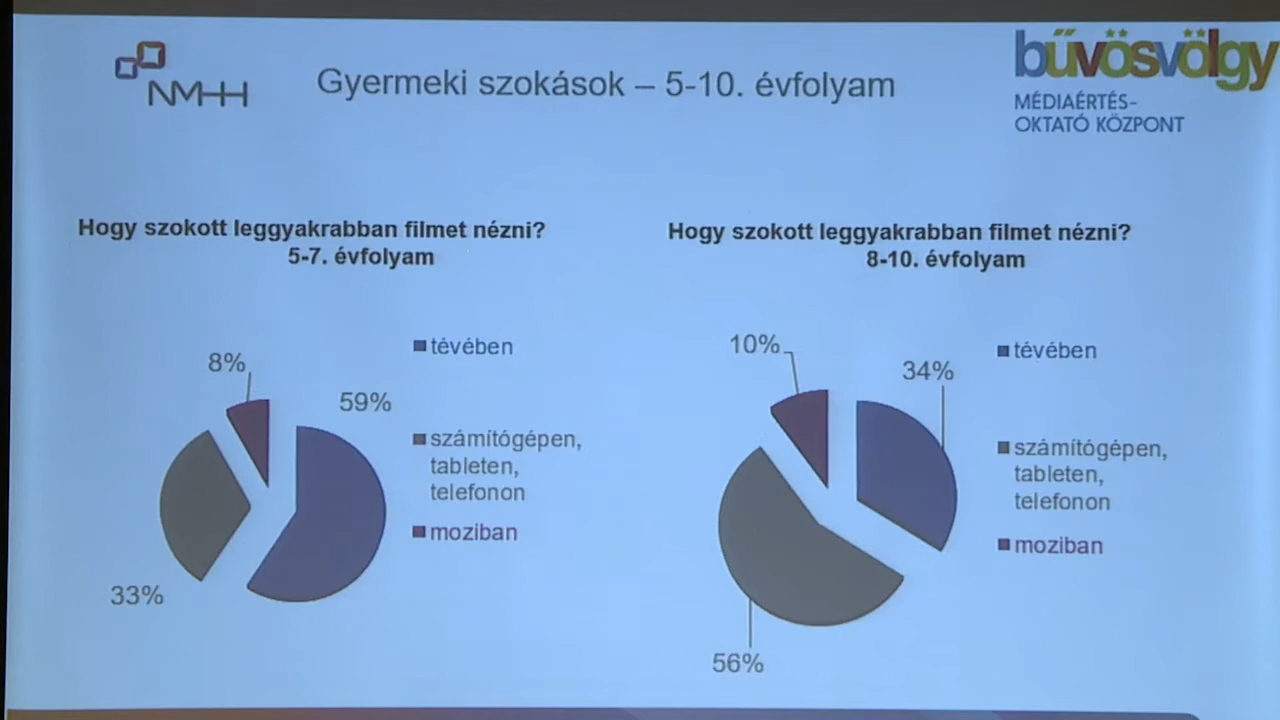 NMHH
Gyermeki szokások – 5-10. évfolyam
bűvösvölgy
MÉDIAÉRTÉS-
OKTATÓ KÖZPONT
Hogy szokott leggyakrabban filmet nézni?
5-7. évfolyam
8%
59%
33%
tévében
számítógépen,
tableten,
telefonon
moziban
Hogy szokott leggyakrabban filmet nézni?
8-10. évfolyam
10%
34%
56%
tévében
számítógépen,
tableten,
telefonon
moziban